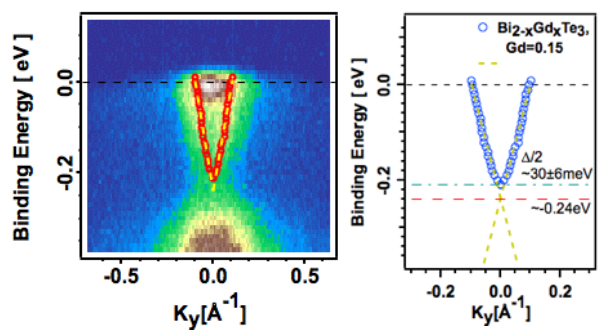 Binding Energy [ eV]
0.0
-0.2
-0.5
0.0
0.5
Ky[Å-1]
Binding Energy [ eV]
0.0
-0.2
Bi2-xGdxTe3,
Gd=0.15
Δ/2
~30±6meV
~-0.24eV
-0.2
0.0
0.2
Ky[Å-1]